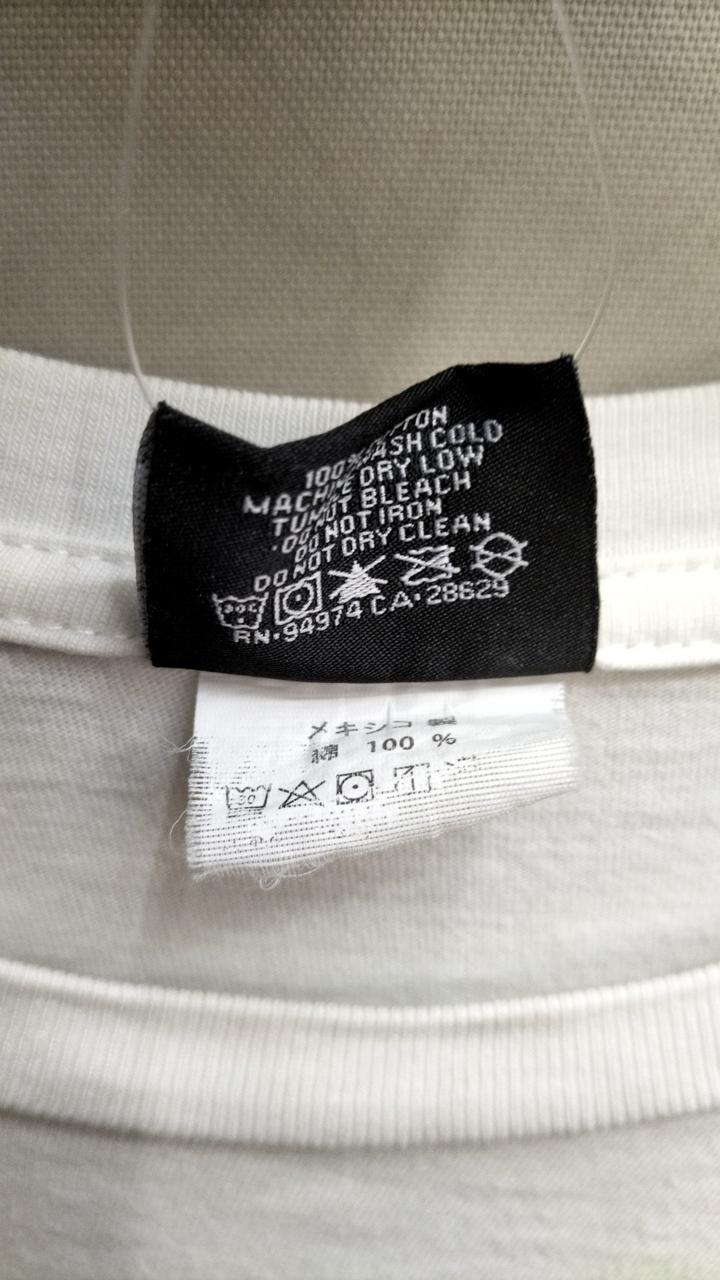 100% COTTON
MACHINE WASH COLD
TUMBLE DRY LOW
·DO NOT BLEACH
DO NOT IRON
DO NOT DRY CLEAN
RN·94974 CA·28629
メキシコ 製
綿 100 %